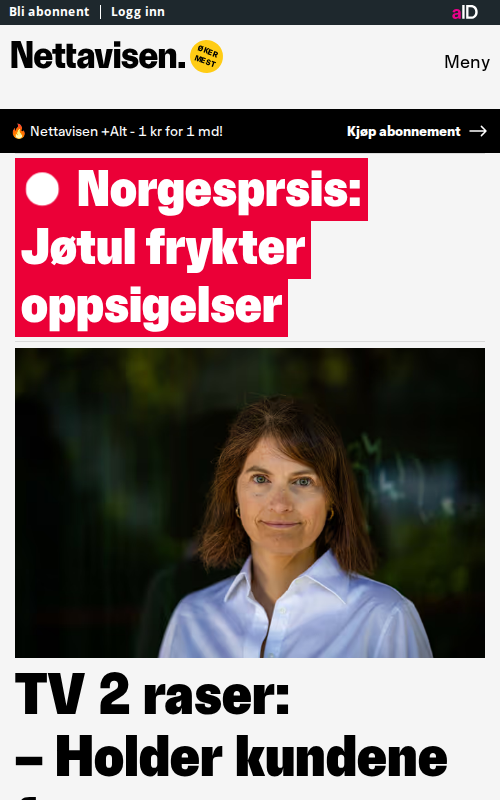 Bli abonnent | Logg inn
aID
Nettavisen.
ØKER
MEST
Meny
🔥 Nettavisen +Alt - 1 kr for 1 md!
Kjøp abonnement →
Norgesprsis:
Jøtul frykter
oppsigelser
TV 2 raser:
– Holder kundene